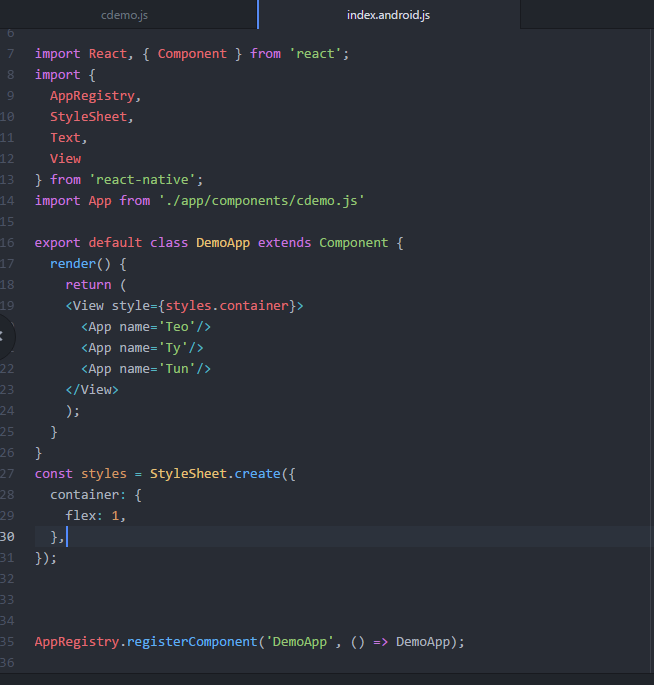 cdemo.js
index.android.js
6
7 import React, { Component } from 'react';
8 import {
9 AppRegistry,
10 StyleSheet,
11 Text,
12 View
13 } from 'react-native';
14 import App from './app/components/cdemo.js'
15
16 export default class DemoApp extends Component {
17 render() {
18 return (
19 <View style={styles.container}>
<App name='Teo'/>
<App name='Ty'/>
22 <App name='Tun'/>
23 </View>
24 );
25 }
26 }
27 const styles = StyleSheet.create({
28 container: {
29 flex: 1,
30 },
31 });
32
33
34
35 AppRegistry.registerComponent('DemoApp', () => DemoApp);
36